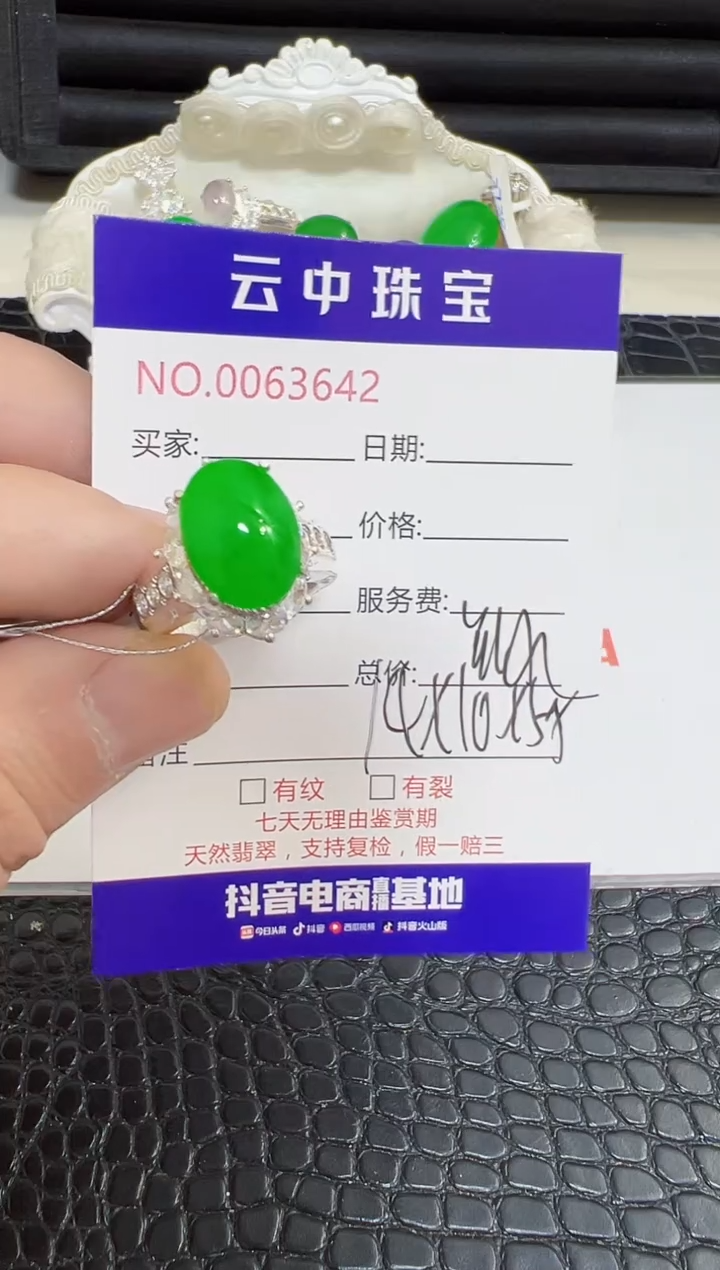 云中珠宝
NO.0063642
买家: 日期:
价格:
服务费:
总价:
14X10X5
备注
□有纹 □有裂
七天无理由鉴赏期
天然翡翠，支持复检，假一赔三
抖音电商直播基地
今日头条 抖音 西瓜视频 抖音火山版
A